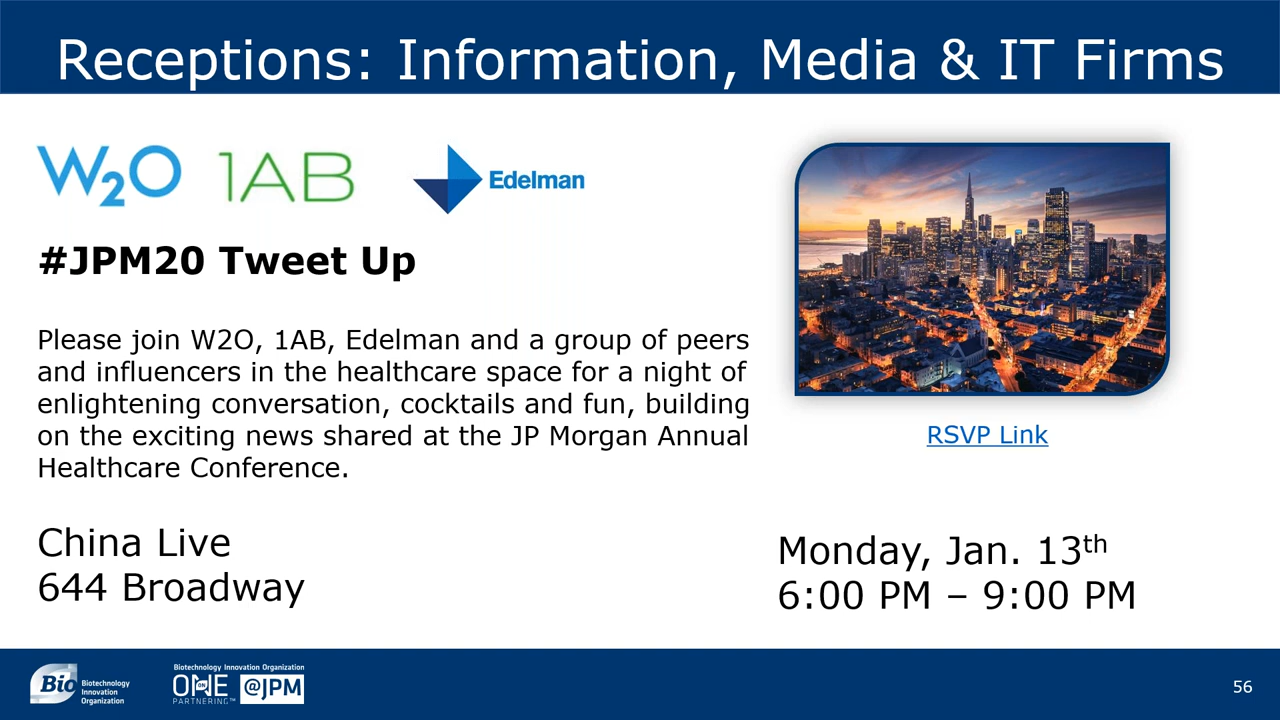 Receptions: Information, Media & IT Firms
W2O 1AB Edelman
#JPM20 Tweet Up
Please join W2O, 1AB, Edelman and a group of peers
and influencers in the healthcare space for a night of
enlightening conversation, cocktails and fun, building
on the exciting news shared at the JP Morgan Annual
Healthcare Conference.
RSVP Link
China Live
644 Broadway
Monday, Jan. 13th
6:00 PM – 9:00 PM
Bio Biotechnology
Innovation
Organization
Biotechnology Innovation Organization
ONE ON
PARTNERING™
@JPM
56